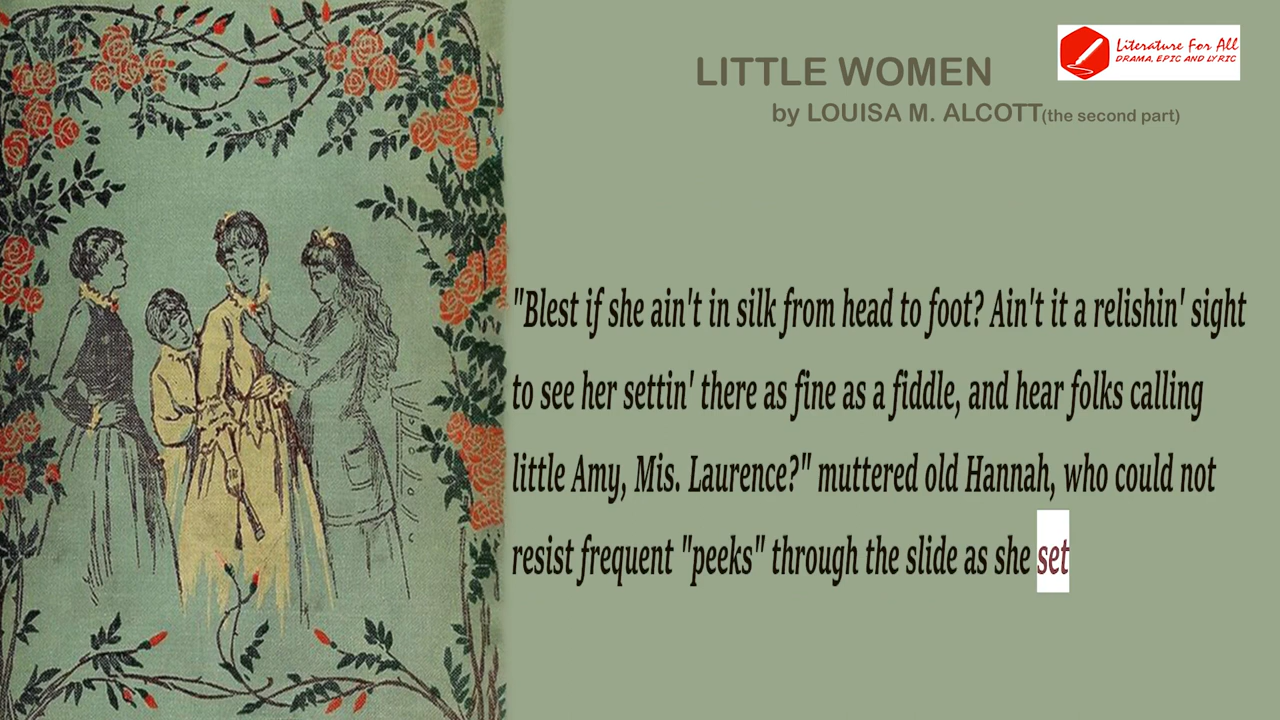 LITTLE WOMEN
by LOUISA M. ALCOTT(the second part)
Literature For All
DRAMA, EPIC AND LYRIC
"Blest if she ain't in silk from head to foot? Ain't it a relishin' sight
to see her settin' there as fine as a fiddle, and hear folks calling
little Amy, Mis. Laurence?" muttered old Hannah, who could not
resist frequent "peeks" through the slide as she set